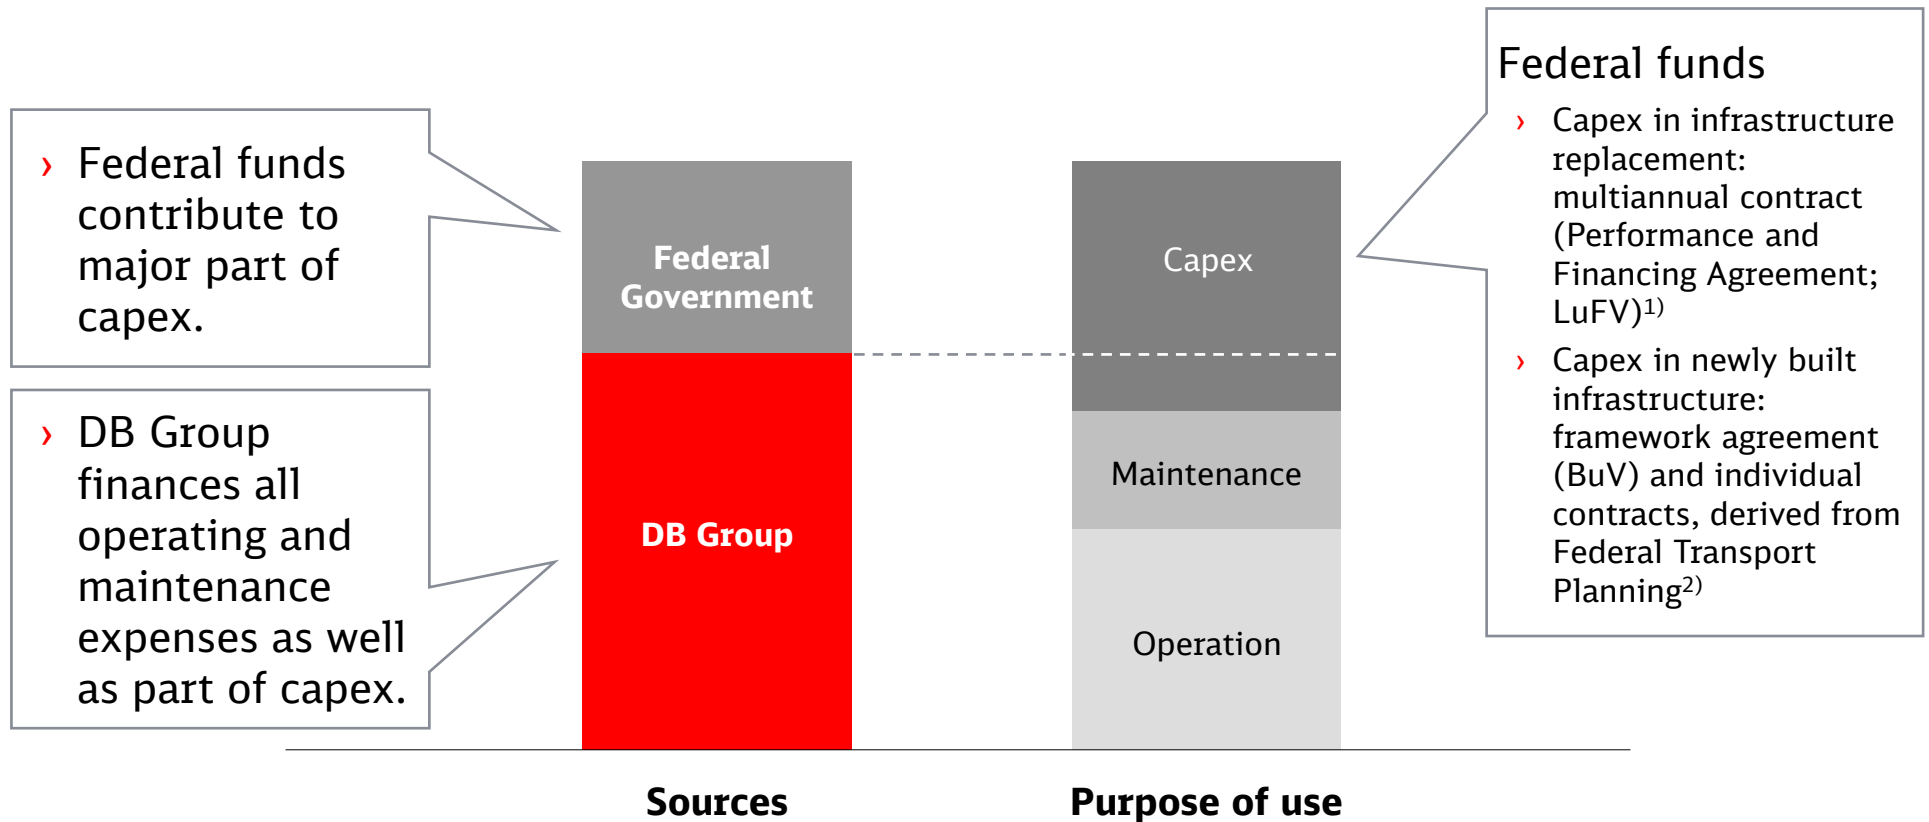 › Federal funds
contribute to
major part of
capex.
› DB Group
finances all
operating and
maintenance
expenses as well
as part of capex.
Federal
Government
DB Group
Sources
Capex
Maintenance
Operation
Purpose of use
Federal funds
› Capex in infrastructure
replacement:
multiannual contract
(Performance and
Financing Agreement;
LuFV)1)
› Capex in newly built
infrastructure:
framework agreement
(BuV) and individual
contracts, derived from
Federal Transport
Planning2)